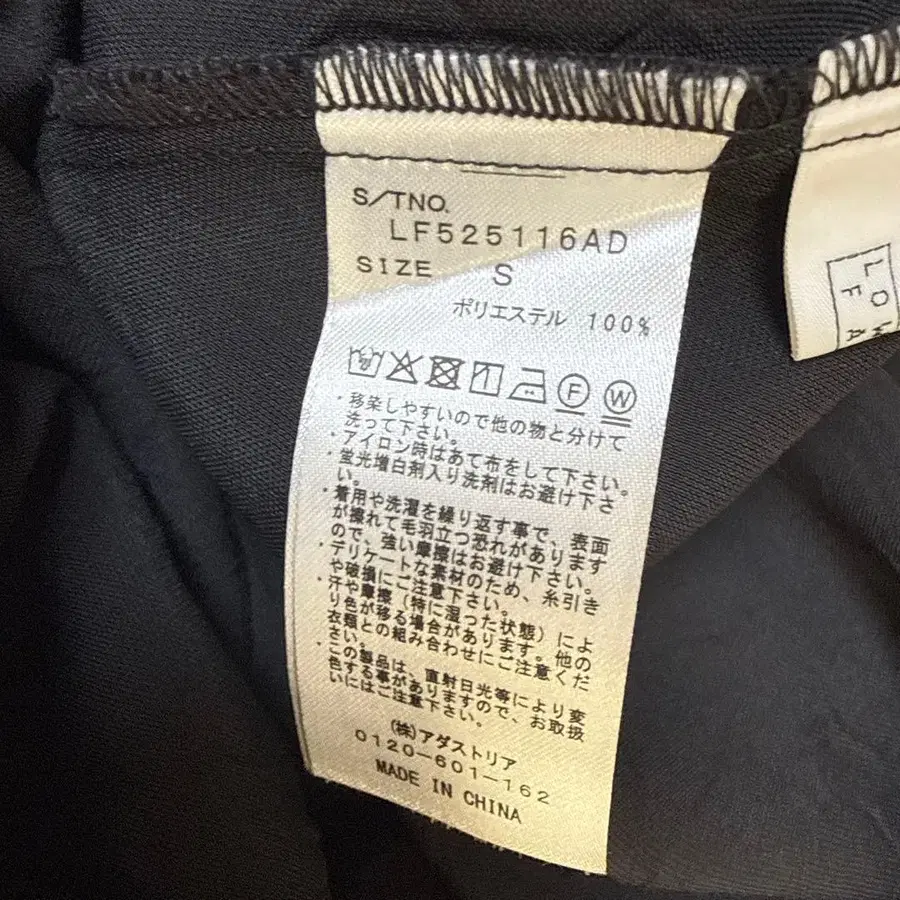 S/TNO.
LF525116AD
SIZE S
ポリエステル 100%
F W
・移染しやすいので他の物と分けて
洗って下さい。
・アイロン時はあて布をして下さい。
・蛍光増白剤入り洗剤はお避け下さ
い。
・着用や洗濯を繰り返す事で、表面
が擦れて毛羽立つ恐れがあります
ので、強い摩擦はお避け下さい。
・デリケートな素材のため、糸引き
や破損にご注意下さい。
・汗や摩擦(特に湿った状態)によ
り色が移る場合があります。他の
衣類との組み合わせにご注意くだ
さい。
・この製品は、直射日光等により変
色する事がありますので、お取扱
いにはご注意下さい。
(株)アダストリア
0120-601-162
MADE IN CHINA
LOW
FA